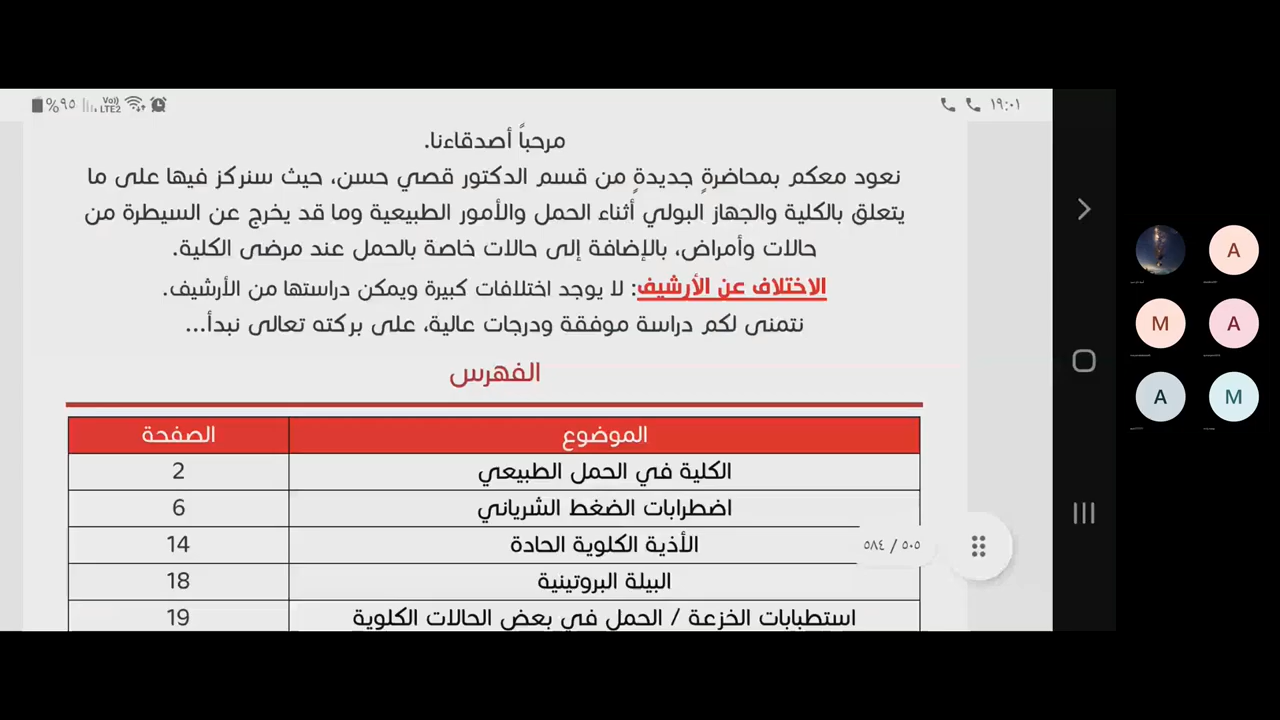 %٩٥ Vo)) LTE2 ١٩:٠١
مرحباً أصدقاءنا.
نعود معكم بمحاضرةٍ جديدةٍ من قسم الدكتور قصي حسن، حيث سنركز فيها على ما
يتعلق بالكلية والجهاز البولي أثناء الحمل والأمور الطبيعية وما قد يخرج عن السيطرة من
حالات وأمراض، بالإضافة إلى حالات خاصة بالحمل عند مرضى الكلية.
الاختلاف عن الأرشيف: لا يوجد اختلافات كبيرة ويمكن دراستها من الأرشيف.
نتمنى لكم دراسة موفقة ودرجات عالية، على بركته تعالى نبدأ...
الفهرس
الموضوع الصفحة
الكلية في الحمل الطبيعي 2
اضطرابات الضغط الشرياني 6
الأذية الكلوية الحادة 14
٥٠٥ / ٥٨٤
البيلة البروتينية 18
استطبابات الخزعة / الحمل في بعض الحالات الكلوية 19
A
M A
A M